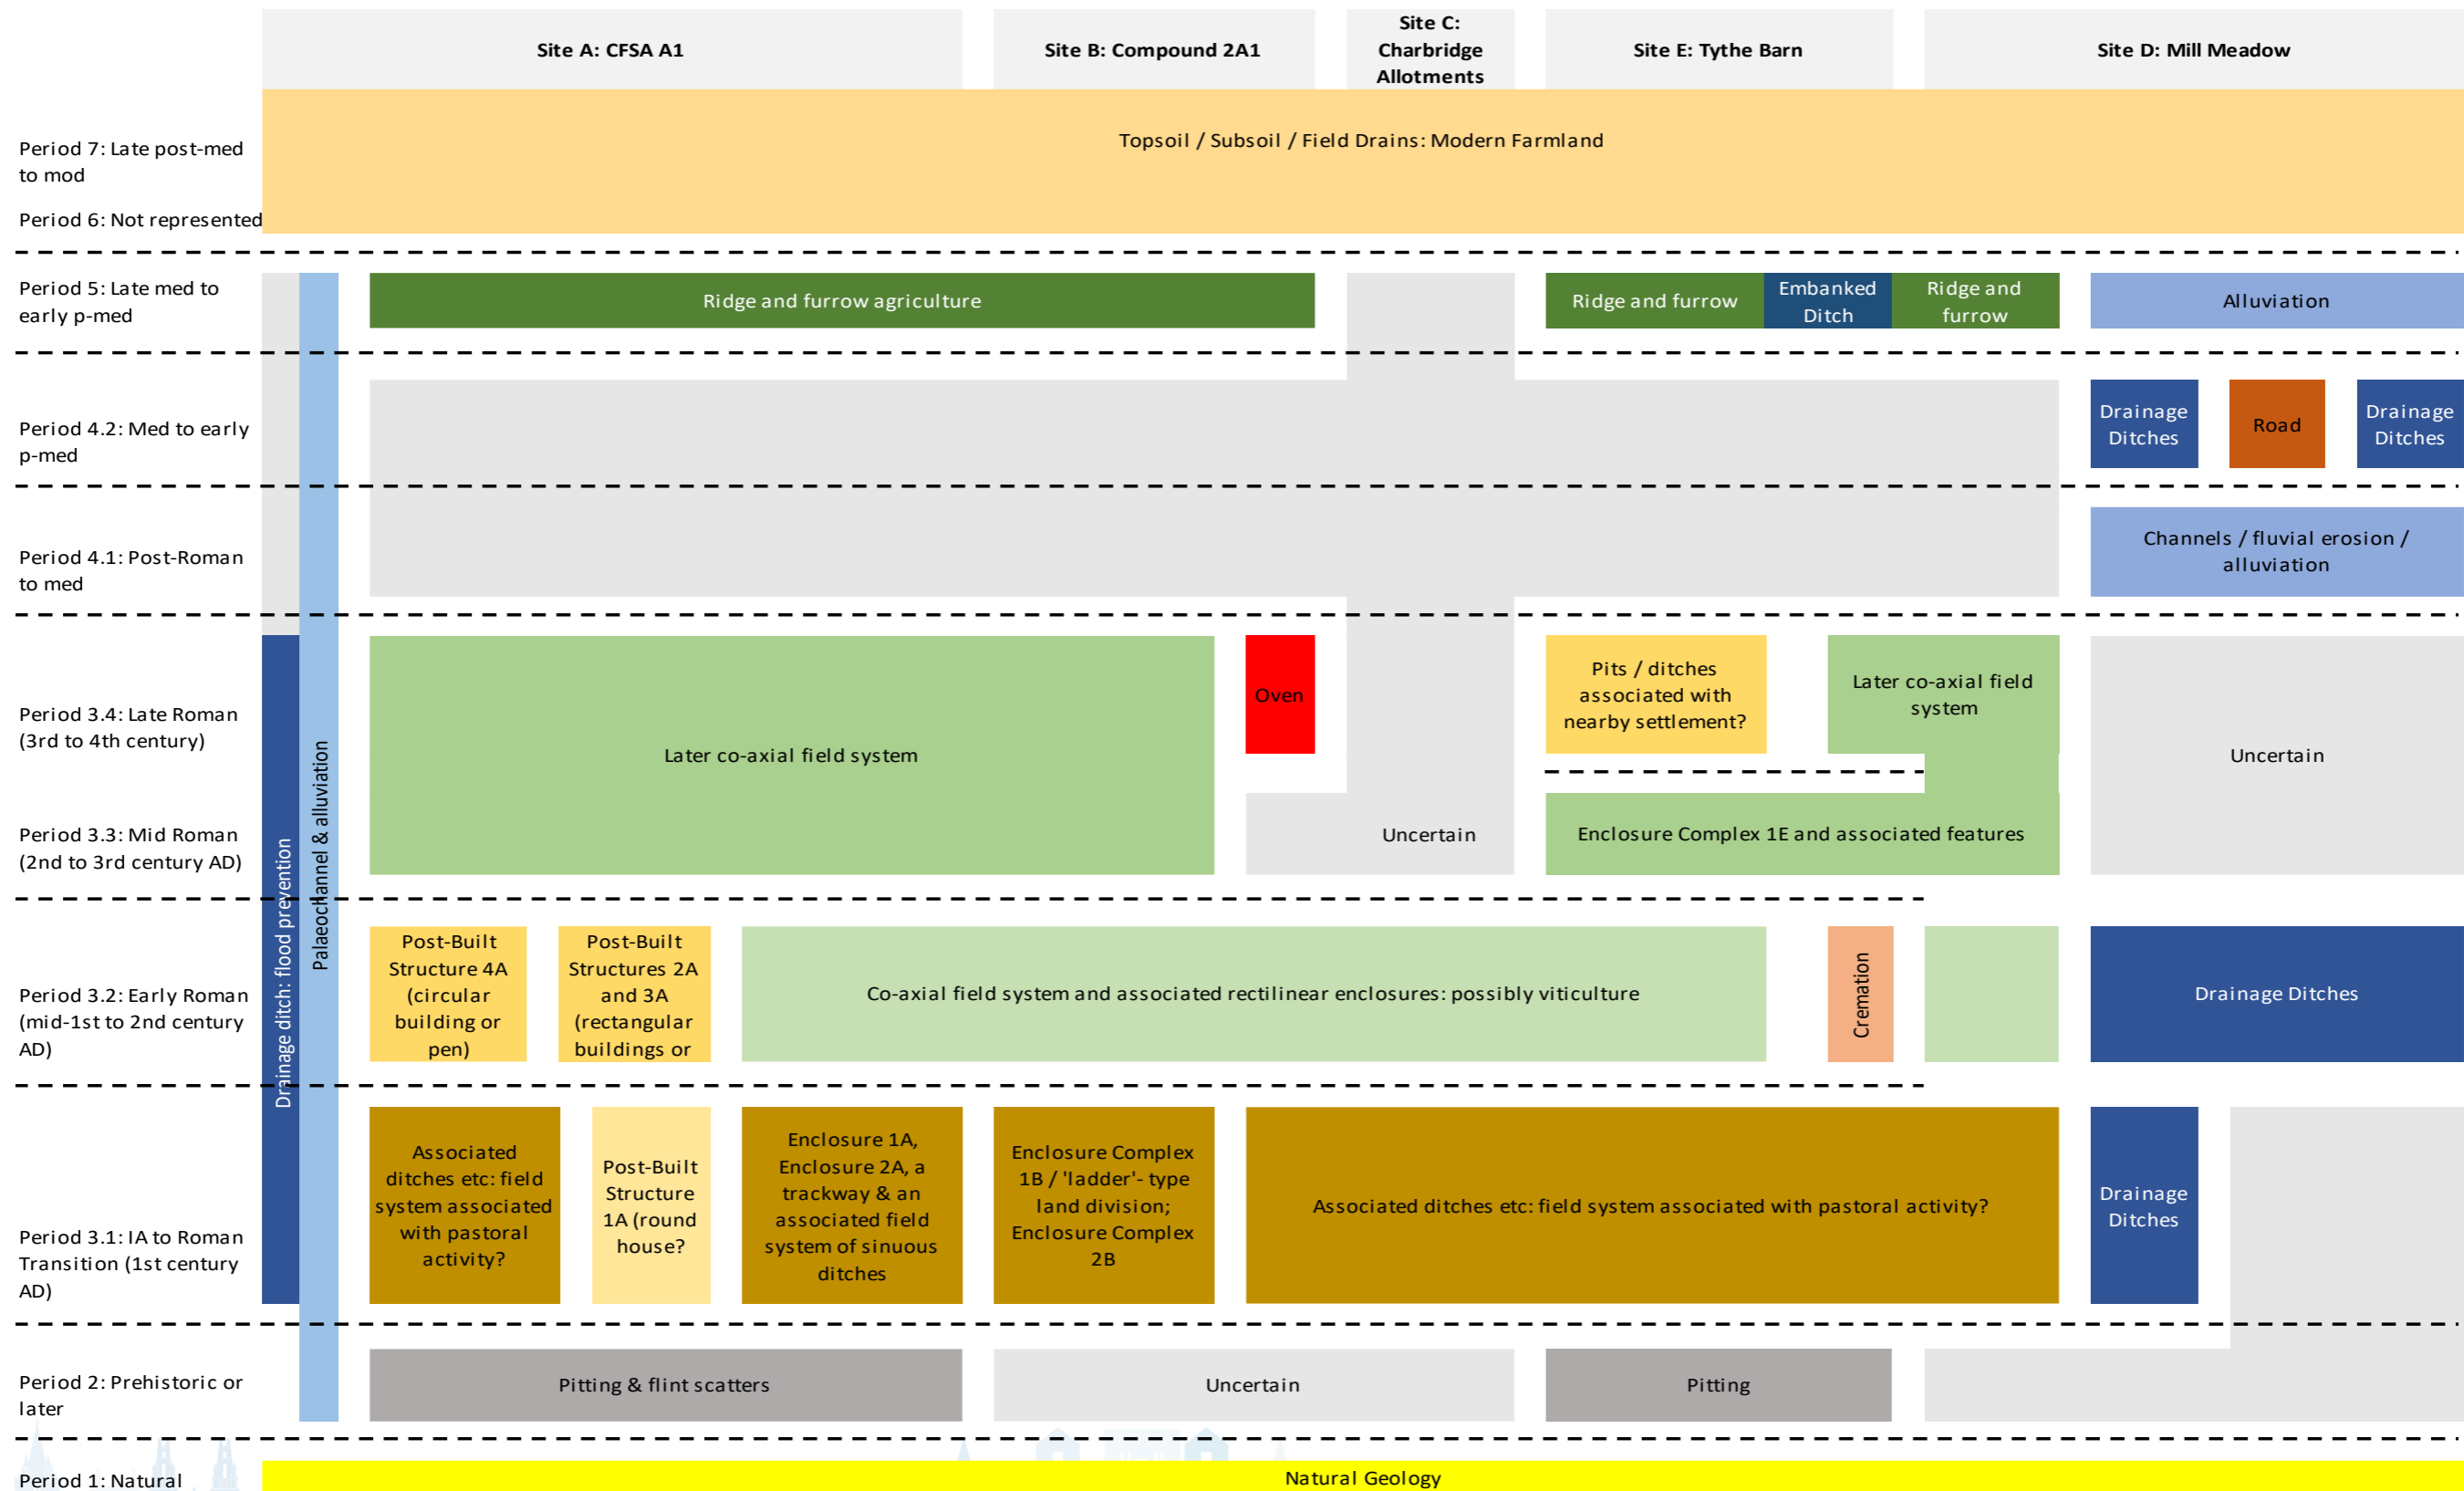 Site A: CFSA A1
Site B: Compound 2A1
Site C:
Charbridge
Allotments
Site E: Tythe Barn
Site D: Mill Meadow
Period 7: Late post-med
to mod
Topsoil / Subsoil / Field Drains: Modern Farmland
Period 6: Not represented
Period 5: Late med to
early p-med
Ridge and furrow agriculture
Ridge and furrow
Embanked
Ditch
Ridge and
furrow
Alluviation
Period 4.2: Med to early
p-med
Drainage
Ditches
Road
Drainage
Ditches
Period 4.1: Post-Roman
to med
Channels / fluvial erosion /
alluviation
Drainage ditch: flood prevention
Palaeochannel & alluviation
Period 3.4: Late Roman
(3rd to 4th century)
Later co-axial field system
Oven
Pits / ditches
associated with
nearby settlement?
Later co-axial field
system
Uncertain
Period 3.3: Mid Roman
(2nd to 3rd century AD)
Uncertain
Enclosure Complex 1E and associated features
Period 3.2: Early Roman
(mid-1st to 2nd century
AD)
Post-Built
Structure 4A
(circular
building or
pen)
Post-Built
Structures 2A
and 3A
(rectangular
buildings or
Co-axial field system and associated rectilinear enclosures: possibly viticulture
Cremation
Drainage Ditches
Period 3.1: IA to Roman
Transition (1st century
AD)
Associated
ditches etc: field
system associated
with pastoral
activity?
Post-Built
Structure
1A (round
house?
Enclosure 1A,
Enclosure 2A, a
trackway & an
associated field
system of sinuous
ditches
Enclosure Complex
1B / 'ladder'- type
land division;
Enclosure Complex
2B
Associated ditches etc: field system associated with pastoral activity?
Drainage
Ditches
Period 2: Prehistoric or
later
Pitting & flint scatters
Uncertain
Pitting
Period 1: Natural
Natural Geology